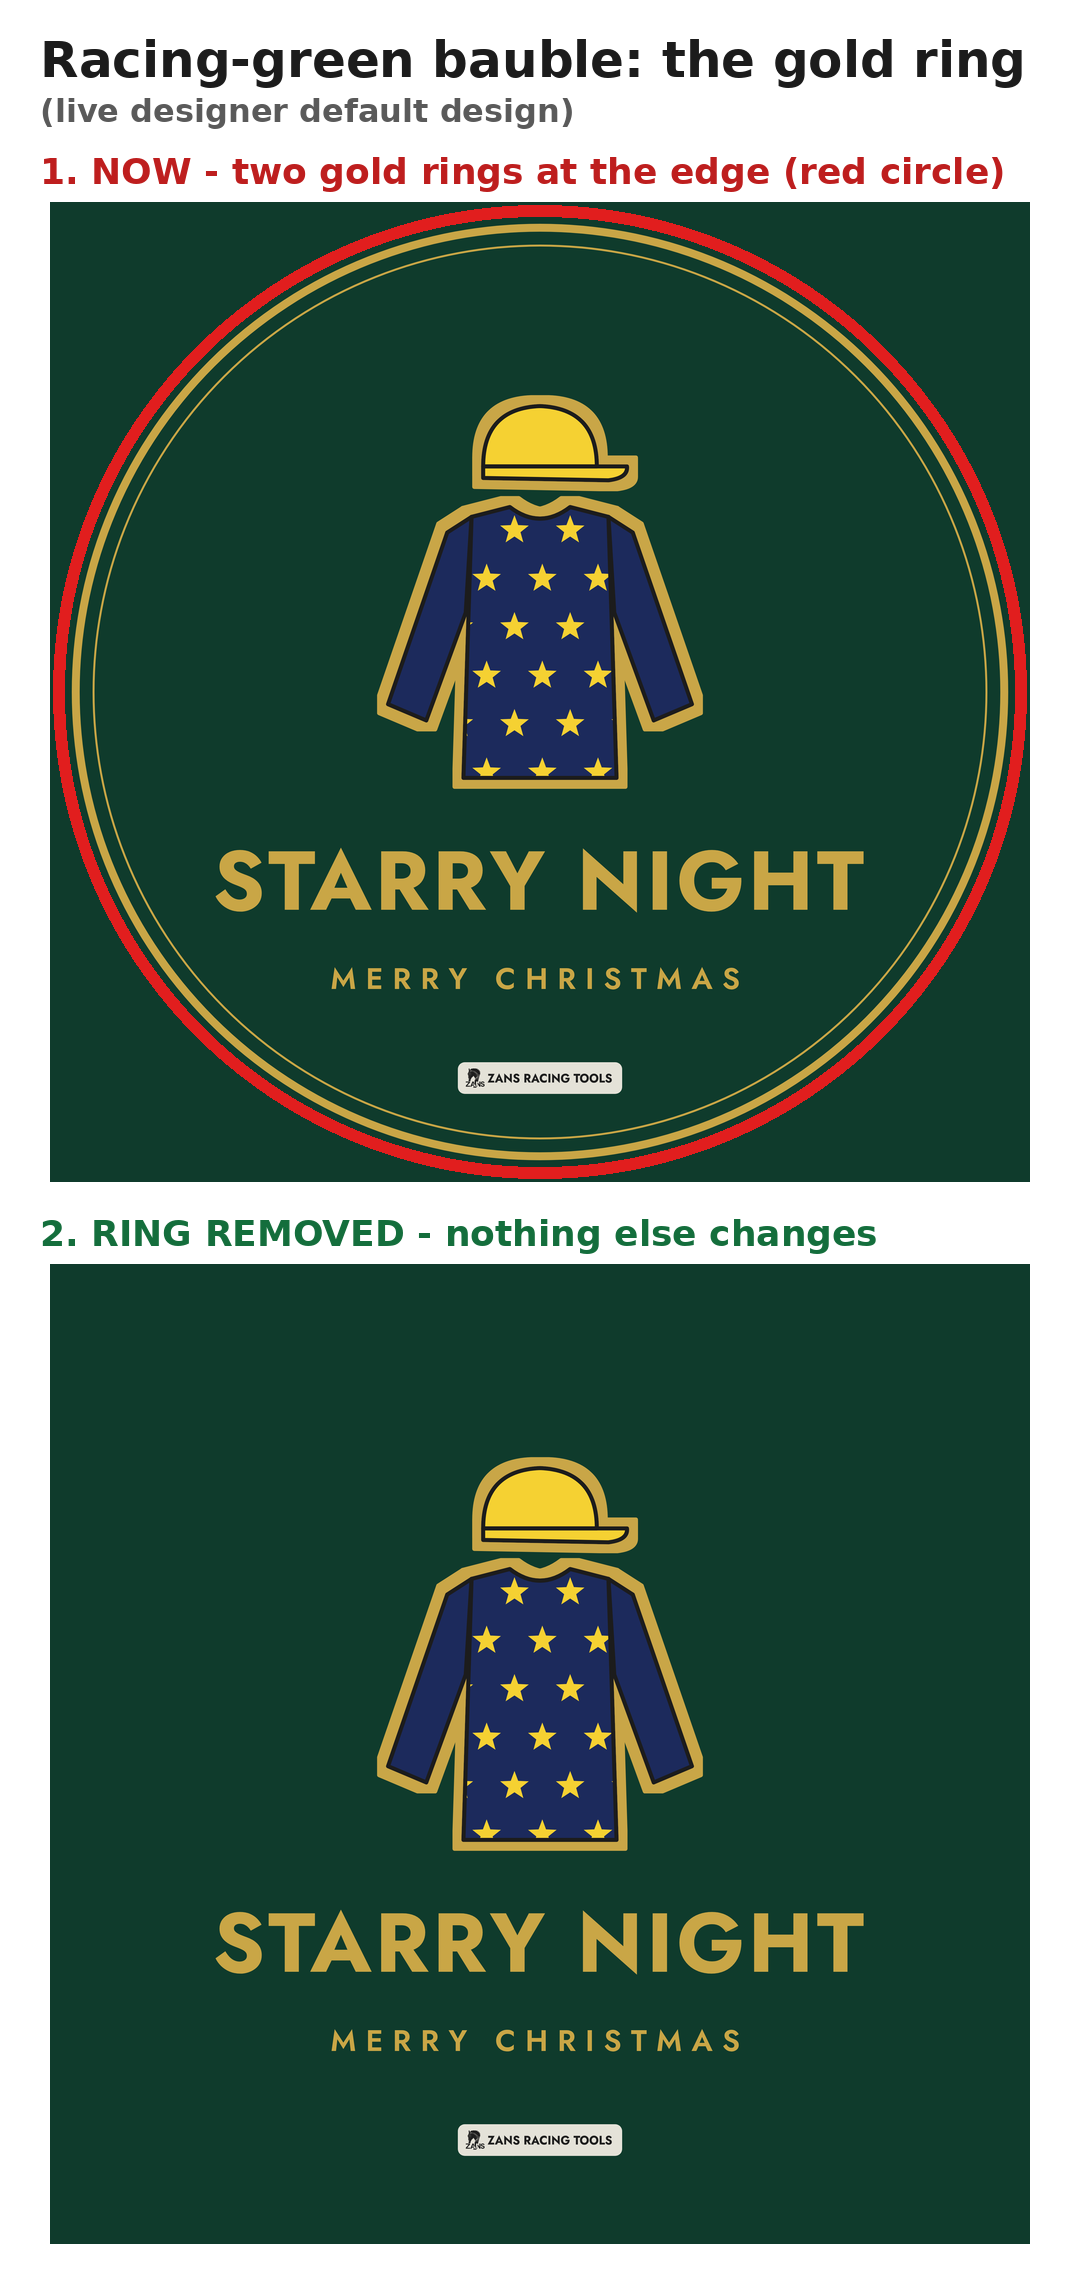 Racing-green bauble: the gold ring
(live designer default design)
1. NOW - two gold rings at the edge (red circle)
STARRY NIGHT
MERRY CHRISTMAS
ZANS ZANS RACING TOOLS
2. RING REMOVED - nothing else changes
STARRY NIGHT
MERRY CHRISTMAS
ZANS ZANS RACING TOOLS